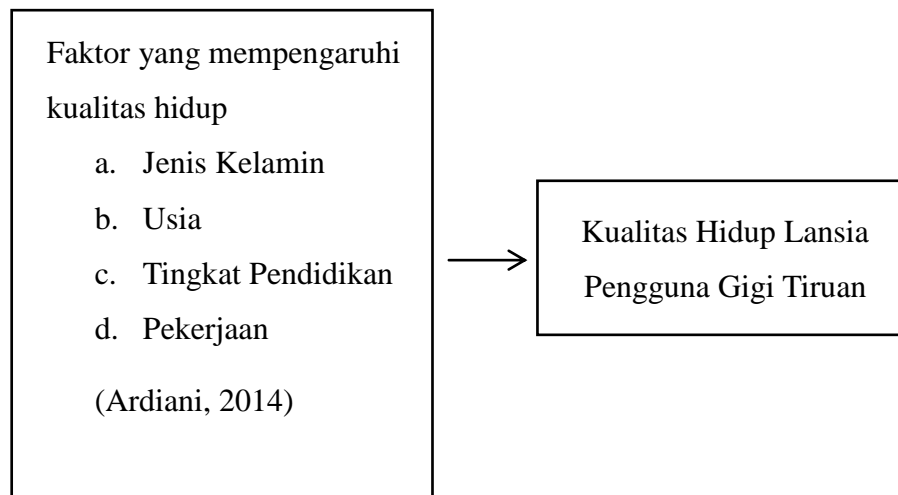 Faktor yang mempengaruhi
kualitas hidup
a. Jenis Kelamin
b. Usia
c. Tingkat Pendidikan
d. Pekerjaan
(Ardiani, 2014)
Kualitas Hidup Lansia
Pengguna Gigi Tiruan